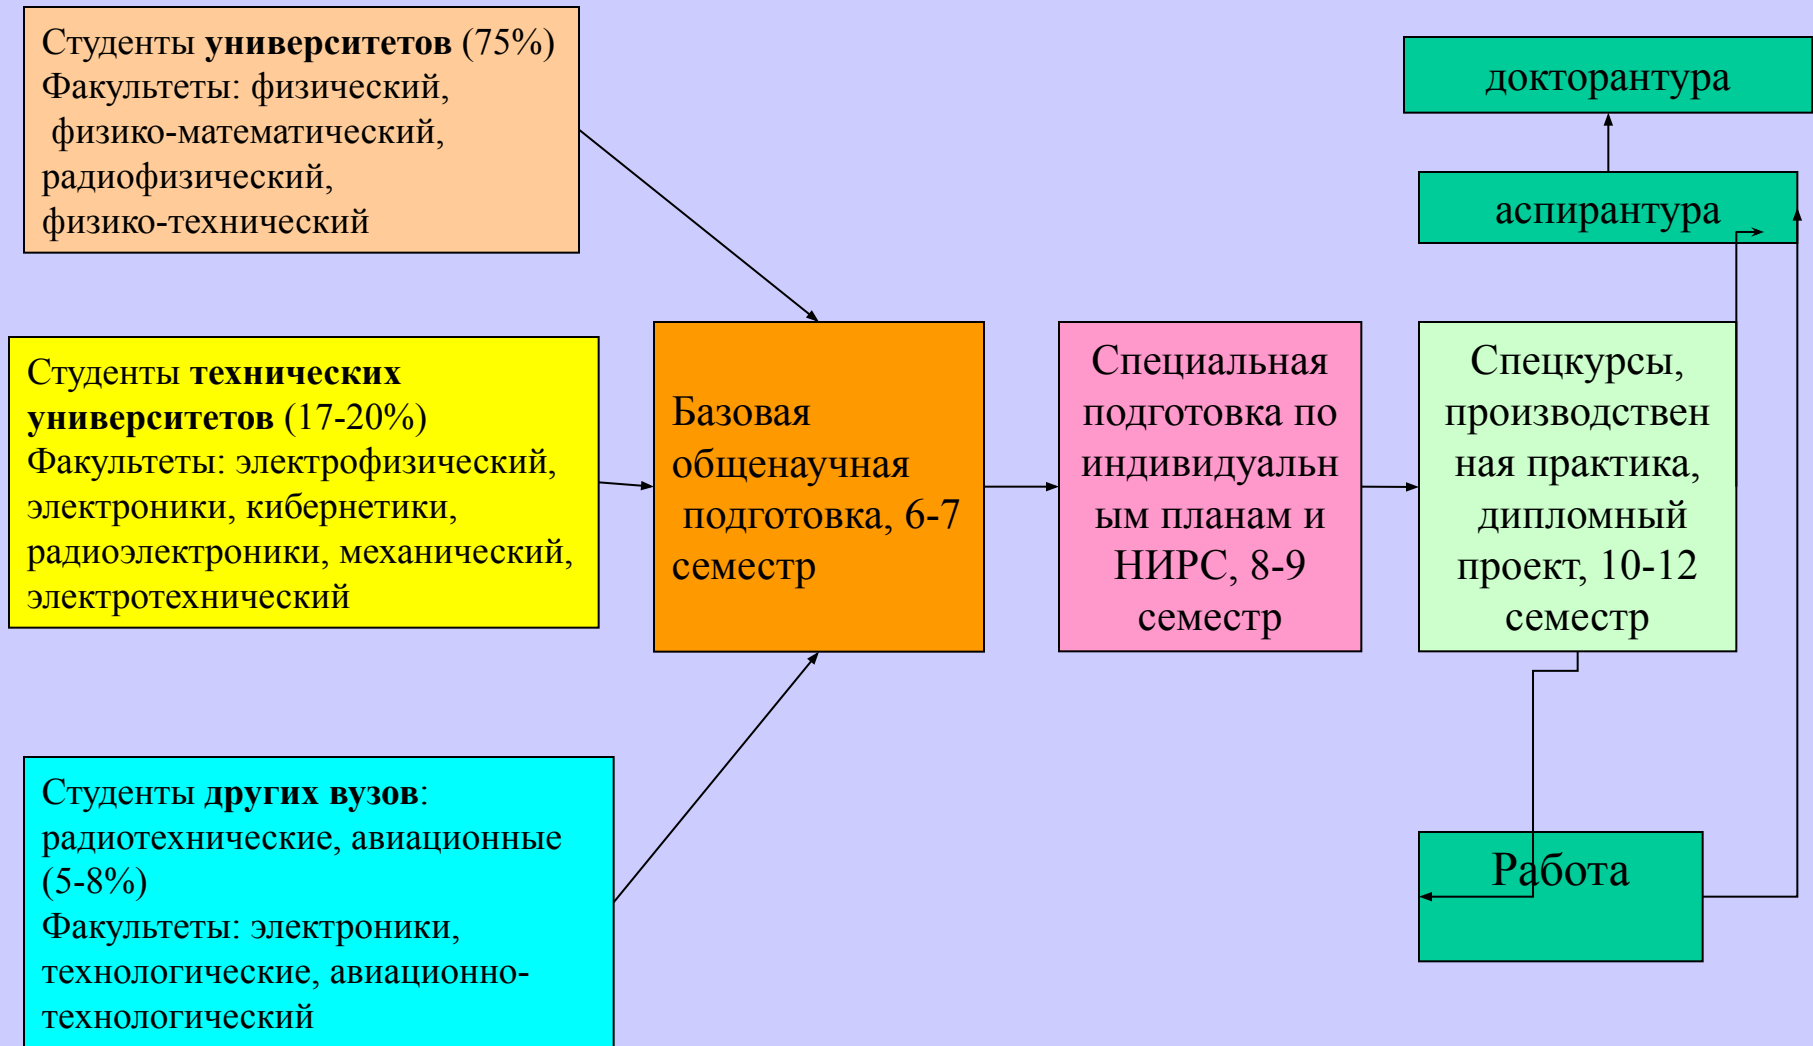 Студенты университетов (75%)
Факультеты: физический,
физико-математический,
радиофизический,
физико-технический
Студенты технических
университетов (17-20%)
Факультеты: электрофизический,
электроники, кибернетики,
радиоэлектроники, механический,
электротехнический
Студенты других вузов:
радиотехнические, авиационные
(5-8%)
Факультеты: электроники,
технологические, авиационно-
технологический
Базовая
общенаучная
подготовка, 6-7
семестр
Специальная
подготовка по
индивидуальн
ым планам и
НИРС, 8-9
семестр
Спецкурсы,
производствен
ная практика,
дипломный
проект, 10-12
семестр
докторантура
аспирантура
Работа